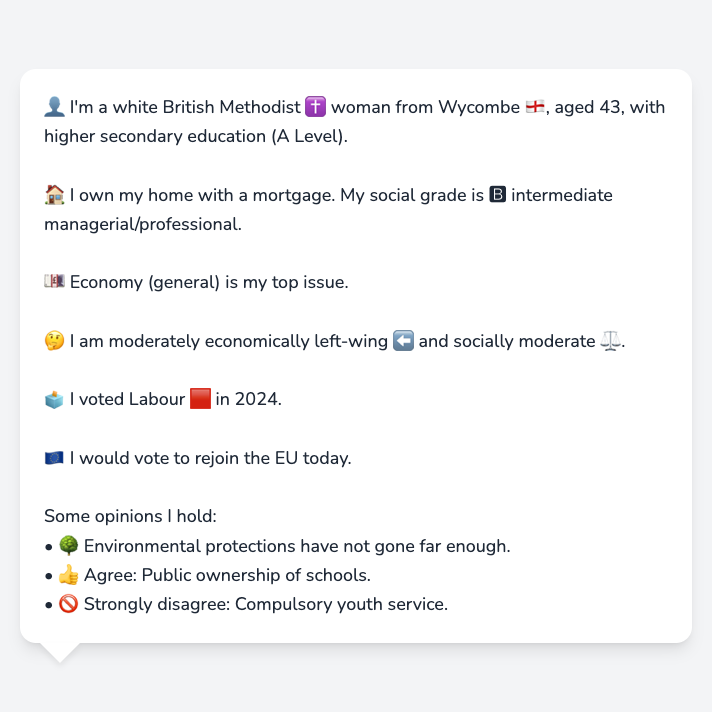 👤 I'm a white British Methodist ✝️ woman from Wycombe 🏴󠁧󠁢󠁥󠁮󠁧󠁿, aged 43, with
higher secondary education (A Level).
🏠 I own my home with a mortgage. My social grade is 🅱 intermediate
managerial/professional.
💷 Economy (general) is my top issue.
🤔 I am moderately economically left-wing ⬅️ and socially moderate ⚖️.
🗳️ I voted Labour 🟥 in 2024.
🇪🇺 I would vote to rejoin the EU today.
Some opinions I hold:
• 🌳 Environmental protections have not gone far enough.
• 👍 Agree: Public ownership of schools.
• 🚫 Strongly disagree: Compulsory youth service.